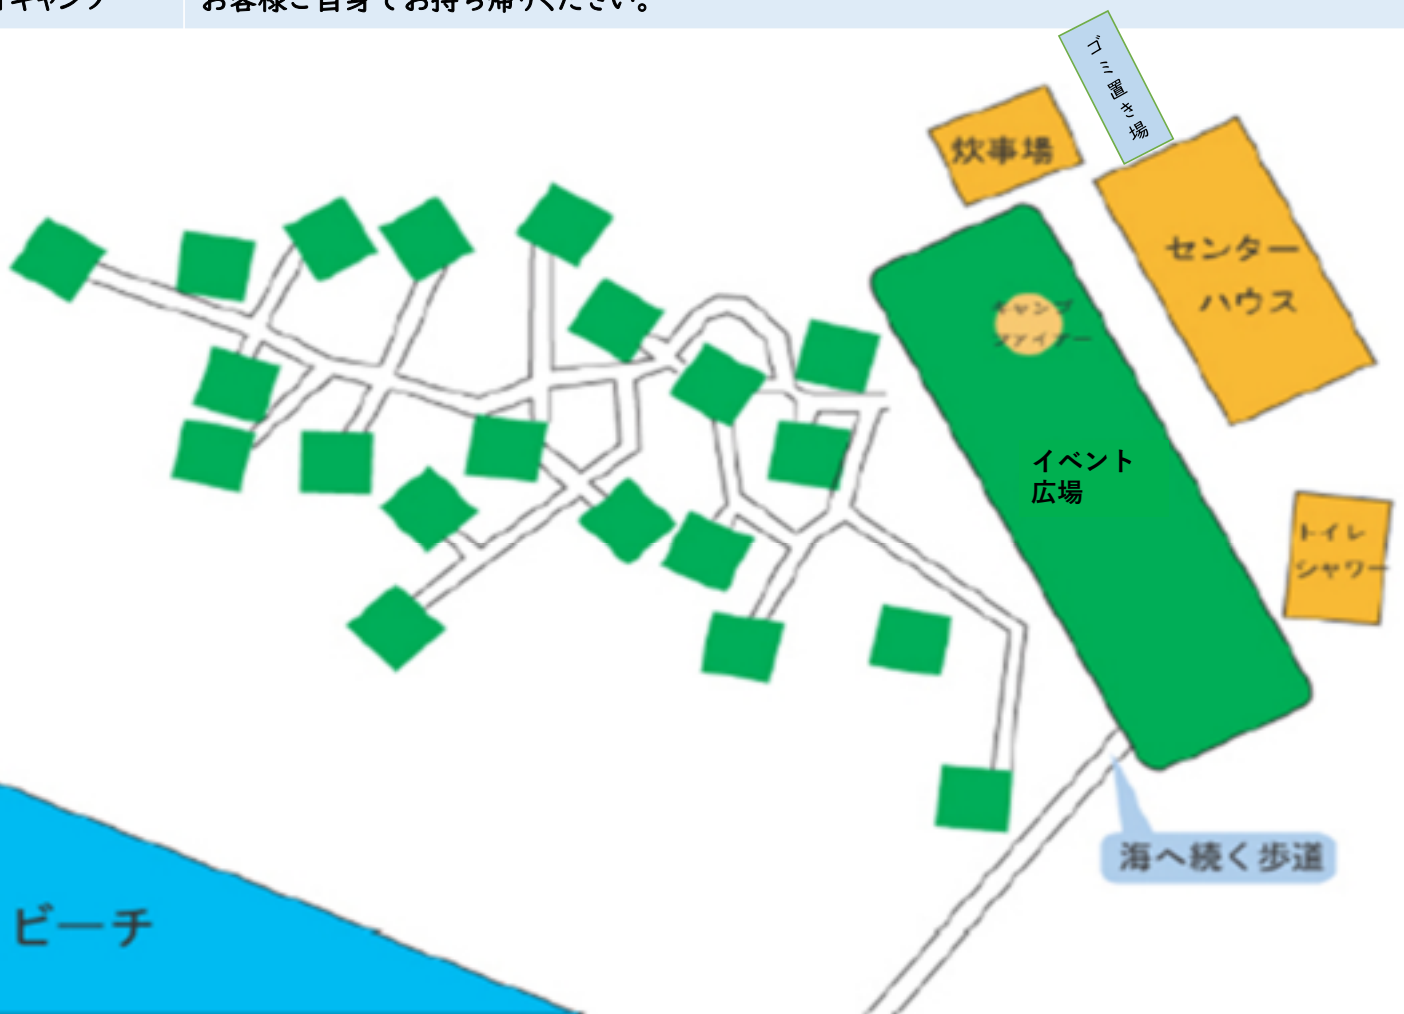 お客様ご自身でお持ち帰りください。
ゴミ置き場
炊事場
センター
ハウス
キャンプ
ファイアー
イベント
広場
トイレ
シャワー
海へ続く歩道
ビーチ